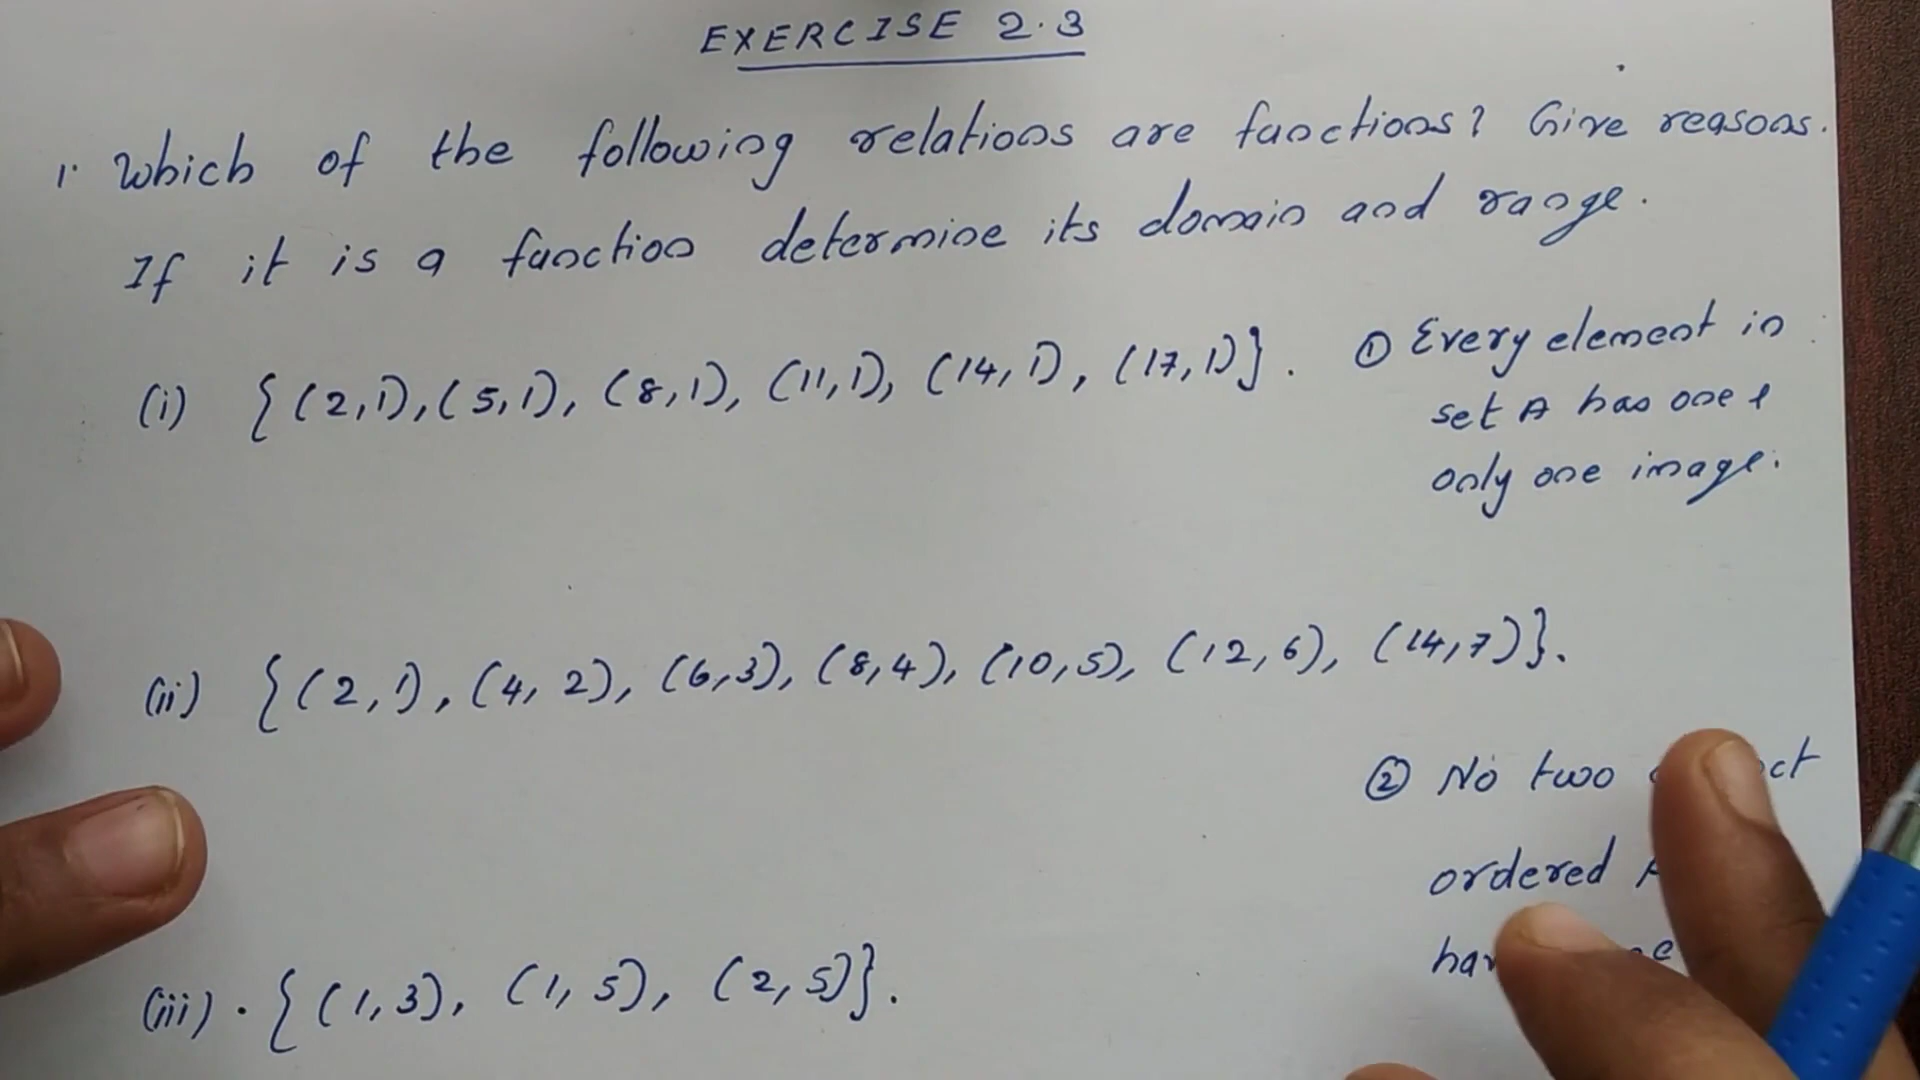 EXERCISE 2.3
1. Which of the following relations are functions? Give reasons.
If it is a function determine its domain and range.
(i) {(2,1),(5,1),(8,1),(11,1),(14,1),(17,1)}.
① Every element in
set A has one &
only one image.
(ii) {(2,1),(4,2),(6,3),(8,4),(10,5),(12,6),(14,7)}.
② No two
ordered
(iii) . {(1,3),(1,5),(2,5)}.